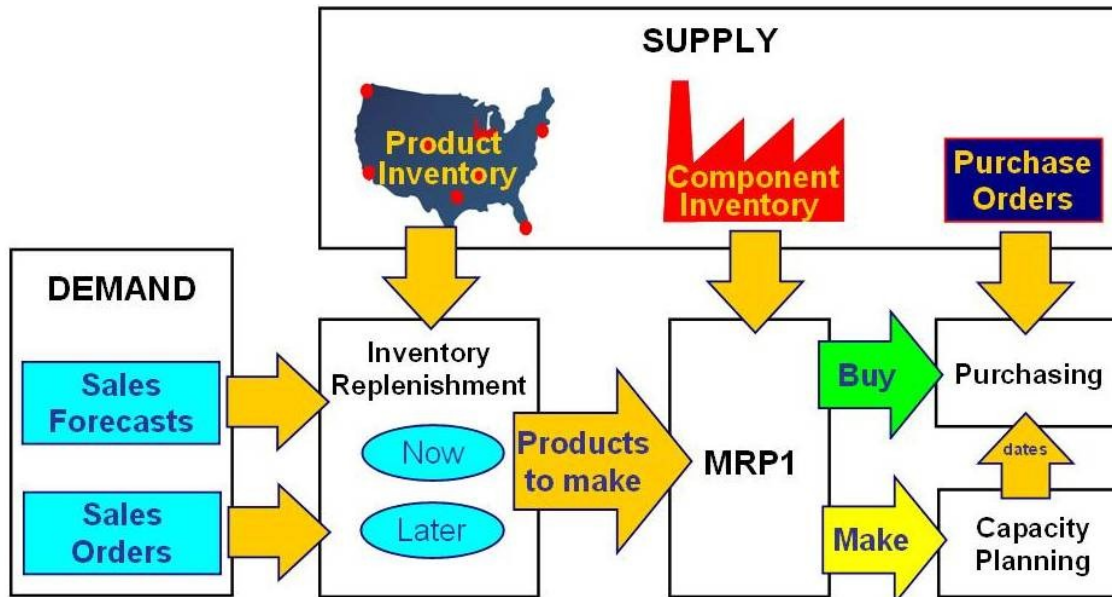 SUPPLY
Product
Inventory
Component
Inventory
Purchase
Orders
DEMAND
Sales
Forecasts
Sales
Orders
Inventory
Replenishment
Now
Later
Products
to make
MRP1
Buy
Make
Purchasing
dates
Capacity
Planning